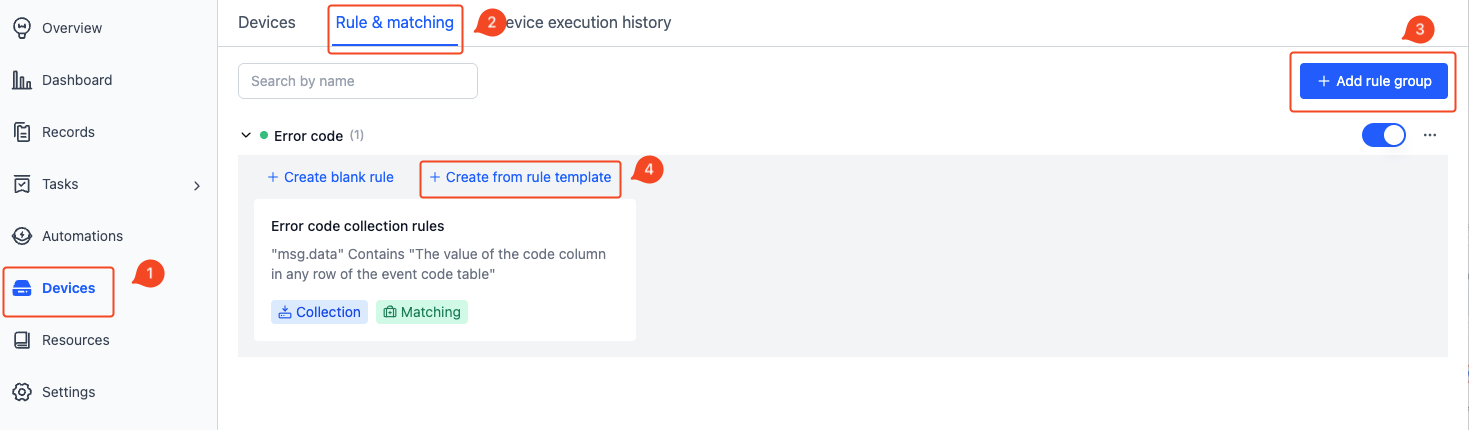 Overview
Dashboard
Records
Tasks
Automations
Devices
1
Resources
Settings
Devices
Rule & matching
2
evice execution history
3
Search by name
+ Add rule group
Error code (1)
+ Create blank rule
+ Create from rule template
4
Error code collection rules
"msg.data" Contains "The value of the code column
in any row of the event code table"
Collection
Matching